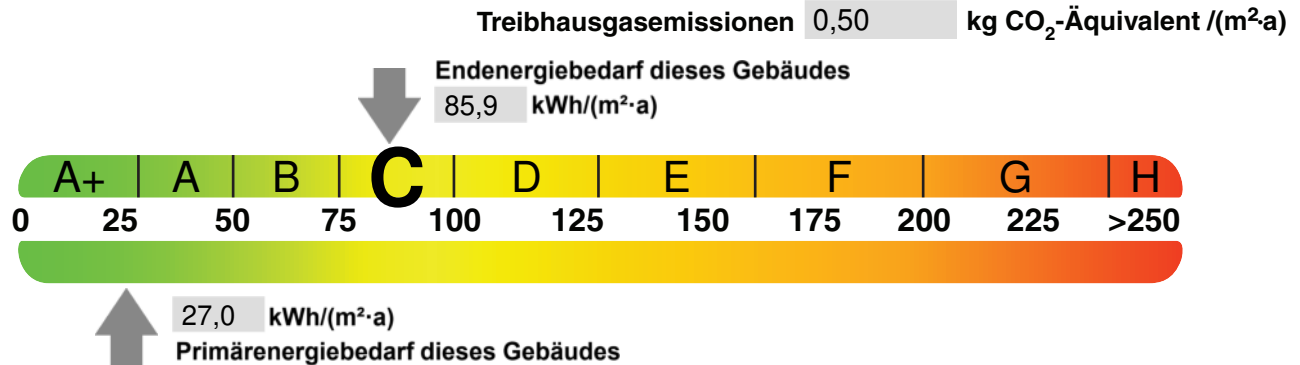 Treibhausgasemissionen 0,50 kg CO₂-Äquivalent /(m²·a)
Endenergiebedarf dieses Gebäudes
85,9 kWh/(m²·a)
A+ A B C D E F G H
0 25 50 75 100 125 150 175 200 225 >250
27,0 kWh/(m²·a)
Primärenergiebedarf dieses Gebäudes